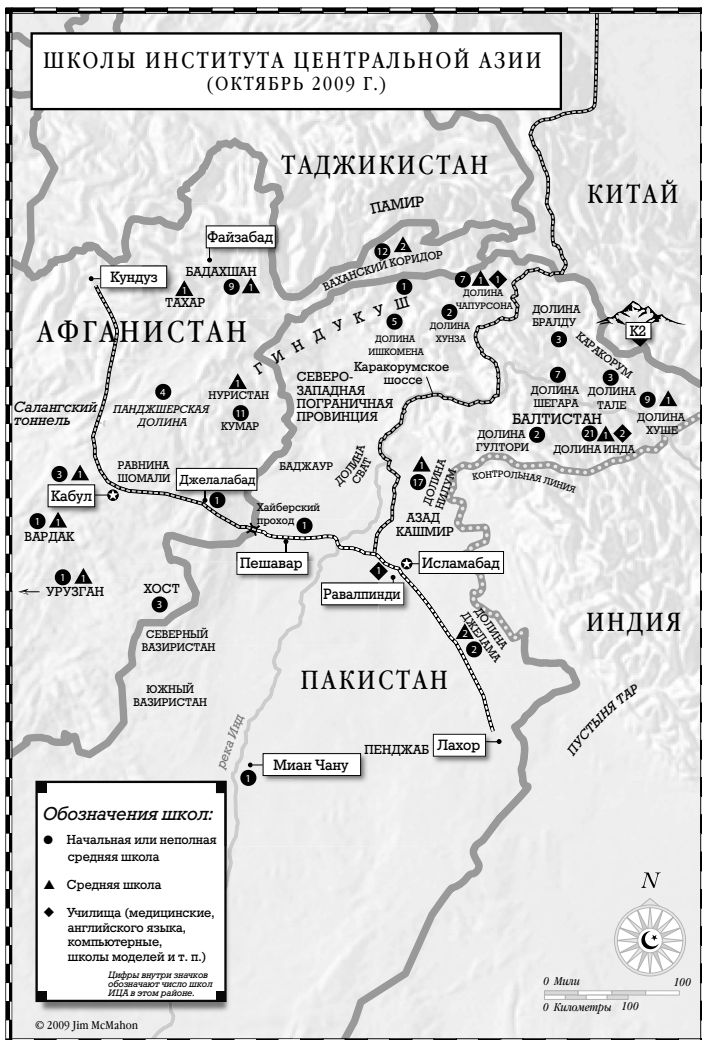 ШКОЛЫ ИНСТИТУТА ЦЕНТРАЛЬНОЙ АЗИИ
(ОКТЯБРЬ 2009 Г.)
ТАДЖИКИСТАН
КИТАЙ
ПАМИР
Файзабад
БАДАХШАН
9 1
Кундуз
1
ТАХАР
12 2
ВАХАНСКИЙ КОРИДОР
7 1 1
ДОЛИНА
ЧАПУРСОНА
1
ГИНДУКУШ
5
ДОЛИНА
ИШКОМЕНА
2
ДОЛИНА
ХУНЗА
ДОЛИНА
БРАЛДУ
3
К2
КАРАКОРУМ
АФГАНИСТАН
Каракорумское
шоссе
СЕВЕРО-
ЗАПАДНАЯ
ПОГРАНИЧНАЯ
ПРОВИНЦИЯ
7
ДОЛИНА
ШЕГАРА
3
ДОЛИНА
ТАЛЕ
9 1
ДОЛИНА
ХУШЕ
4
ПАНДЖШЕРСКАЯ
ДОЛИНА
1
НУРИСТАН
11
КУМАР
Салангский
тоннель
БАЛТИСТАН
ДОЛИНА
ГУЛТОРИ
2
21 1 2
ДОЛИНА ИНДА
КОНТРОЛЬНАЯ ЛИНИЯ
3 1
Кабул
РАВНИНА
ШОМАЛИ
Джелалабад
1
БАДЖАУР
ДОЛИНА
СВАТ
1
17
ДОЛИНА
НИДУМ
АЗАД
КАШМИР
Хайберский
проход
1
1 1
ВАРДАК
Пешавар
Исламабад
1
Равалпинди
1 1
УРУЗГАН
ХОСТ
3
СЕВЕРНЫЙ
ВАЗИРИСТАН
ЮЖНЫЙ
ВАЗИРИСТАН
ДОЛИНА
ДЖЕЛАМА
2
2
ИНДИЯ
ПАКИСТАН
ПУСТЫНЯ ТАР
река Инд
ПЕНДЖАБ
Лахор
Миан Чану
1
Обозначения школ:
Начальная или неполная
средняя школа
Средняя школа
Училища (медицинские,
английского языка,
компьютерные,
школы моделей и т. п.)
Цифры внутри значков
обозначают число школ
ИЦА в этом районе.
N
0 Мили 100
0 Километры 100
© 2009 Jim McMahon